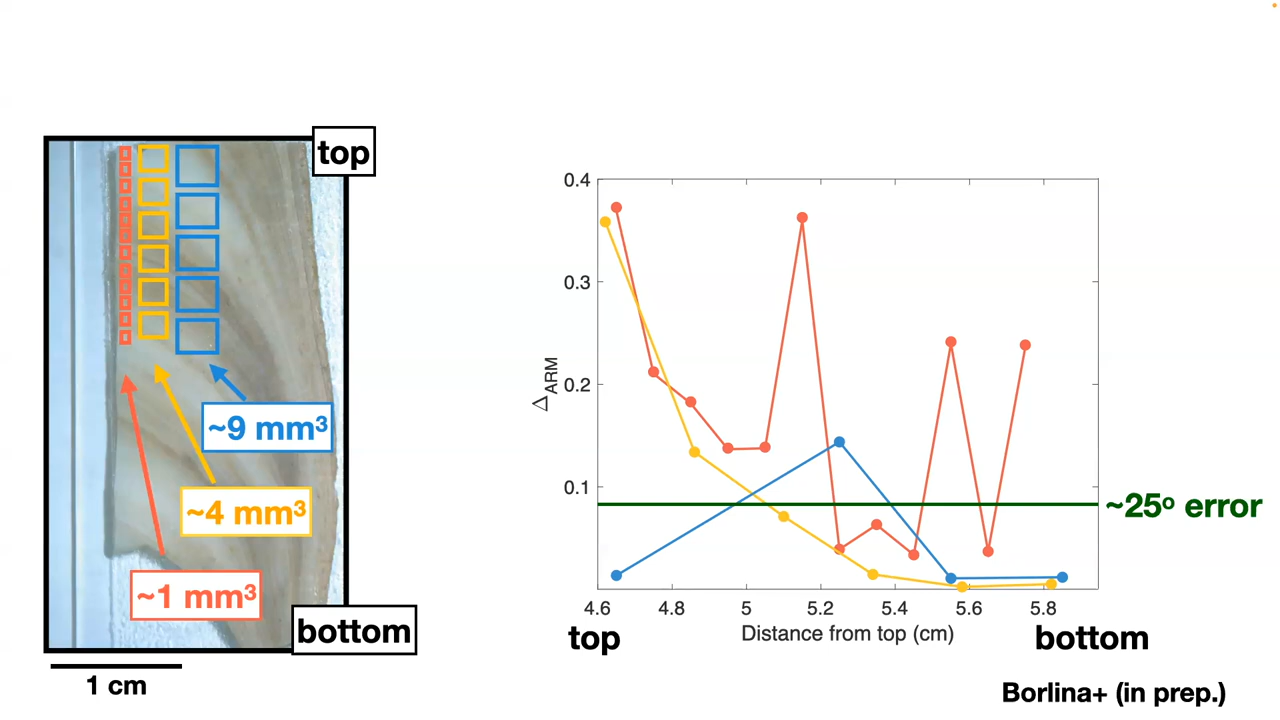 top
~9 mm³
~4 mm³
~1 mm³
bottom
1 cm
0.4
0.3
0.2
0.1
ΔARM
~25º error
4.6 4.8 5 5.2 5.4 5.6 5.8
top
Distance from top (cm)
bottom
Borlina+ (in prep.)